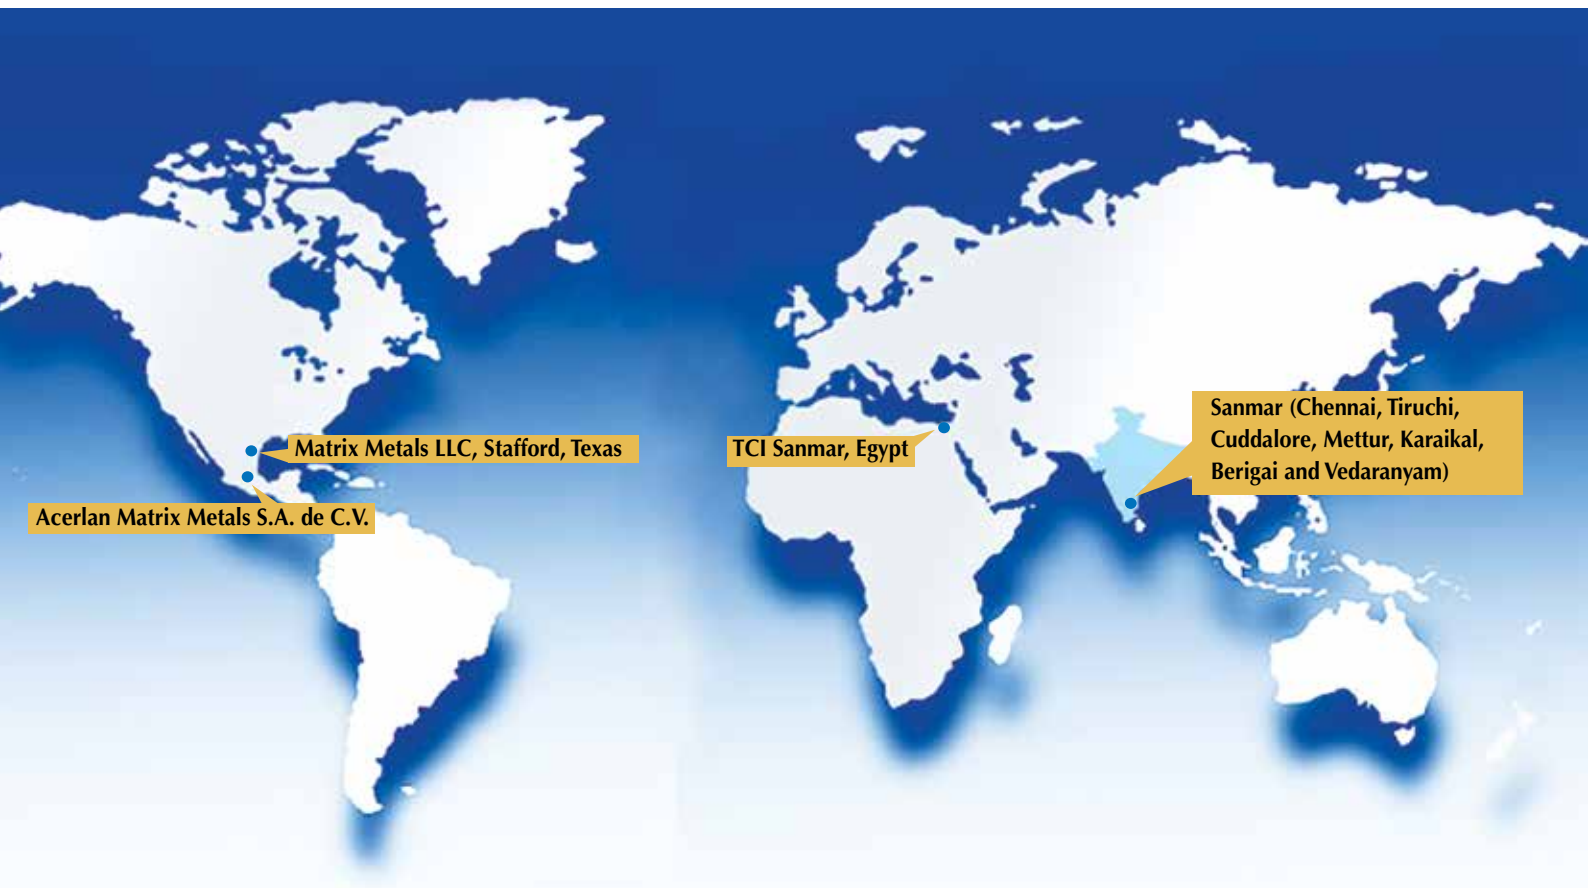 Matrix Metals LLC, Stafford, Texas
Acerlan Matrix Metals S.A. de C.V.
TCI Sanmar, Egypt
Sanmar (Chennai, Tiruchi,
Cuddalore, Mettur, Karaikal,
Berigai and Vedaranyam)